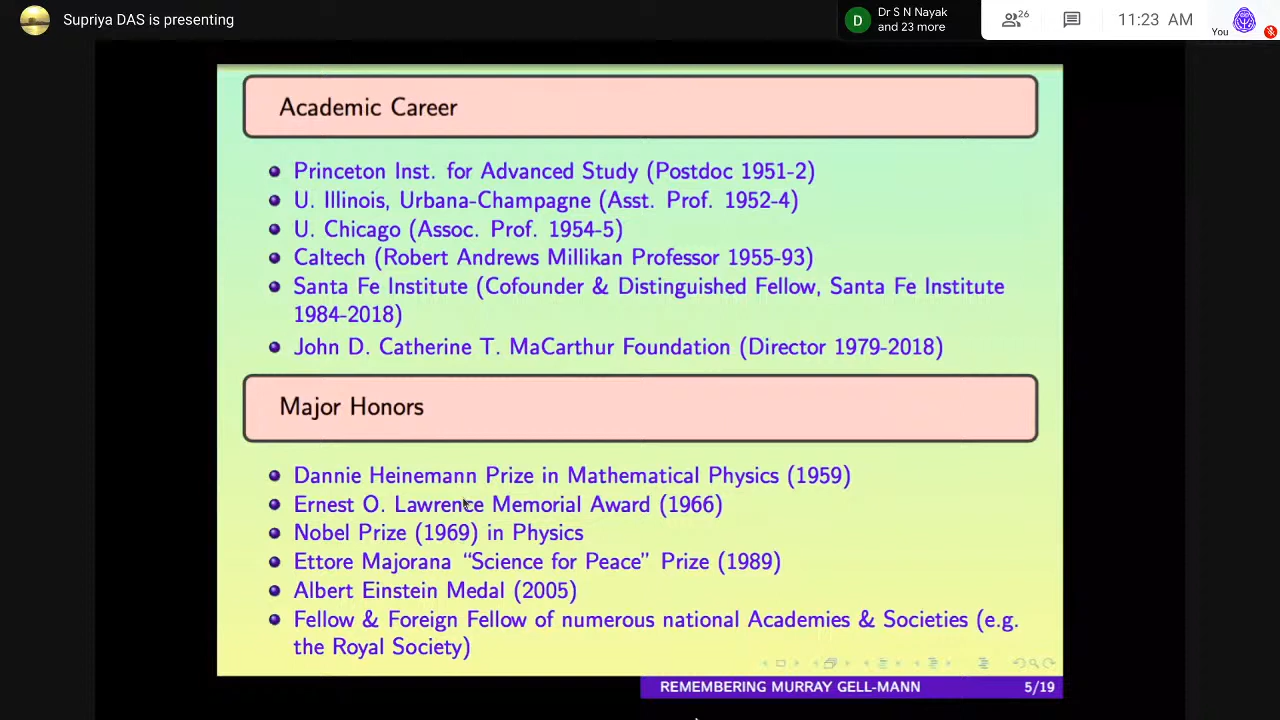 Supriya DAS is presenting
D
Dr S N Nayak
and 23 more
26
11:23 AM
You
Academic Career
Princeton Inst. for Advanced Study (Postdoc 1951-2)
U. Illinois, Urbana-Champagne (Asst. Prof. 1952-4)
U. Chicago (Assoc. Prof. 1954-5)
Caltech (Robert Andrews Millikan Professor 1955-93)
Santa Fe Institute (Cofounder & Distinguished Fellow, Santa Fe Institute
1984-2018)
John D. Catherine T. MaCarthur Foundation (Director 1979-2018)
Major Honors
Dannie Heinemann Prize in Mathematical Physics (1959)
Ernest O. Lawrence Memorial Award (1966)
Nobel Prize (1969) in Physics
Ettore Majorana “Science for Peace” Prize (1989)
Albert Einstein Medal (2005)
Fellow & Foreign Fellow of numerous national Academies & Societies (e.g.
the Royal Society)
REMEMBERING MURRAY GELL-MANN 5/19